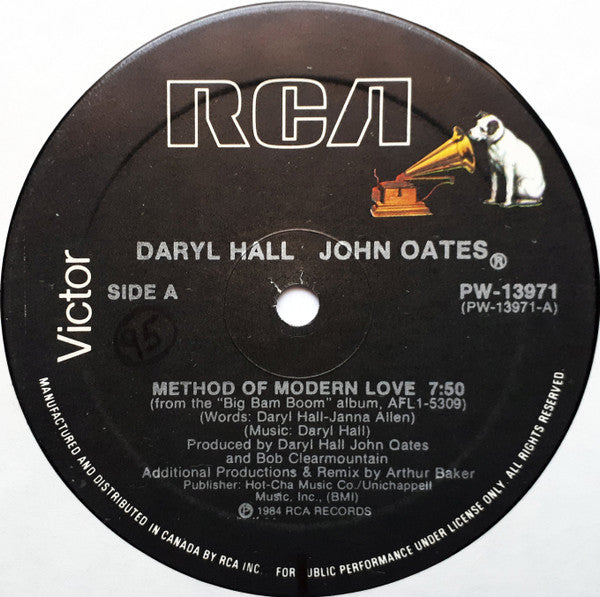 RCA
Victor
DARYL HALL JOHN OATES ®
SIDE A
PW-13971
(PW-13971-A)
95
METHOD OF MODERN LOVE 7:50
(from the "Big Bam Boom" album, AFL1-5309)
(Words: Daryl Hall-Janna Allen)
(Music: Daryl Hall)
Produced by Daryl Hall John Oates
and Bob Clearmountain
Additional Productions & Remix by Arthur Baker
Publisher: Hot-Cha Music Co./Unichappell
Music, Inc., (BMI)
℗ 1984 RCA RECORDS
MANUFACTURED AND DISTRIBUTED IN CANADA BY RCA INC. FOR UBLIC PERFORMANCE UNDER LICENSE ONLY. ALL RIGHTS RESERVED